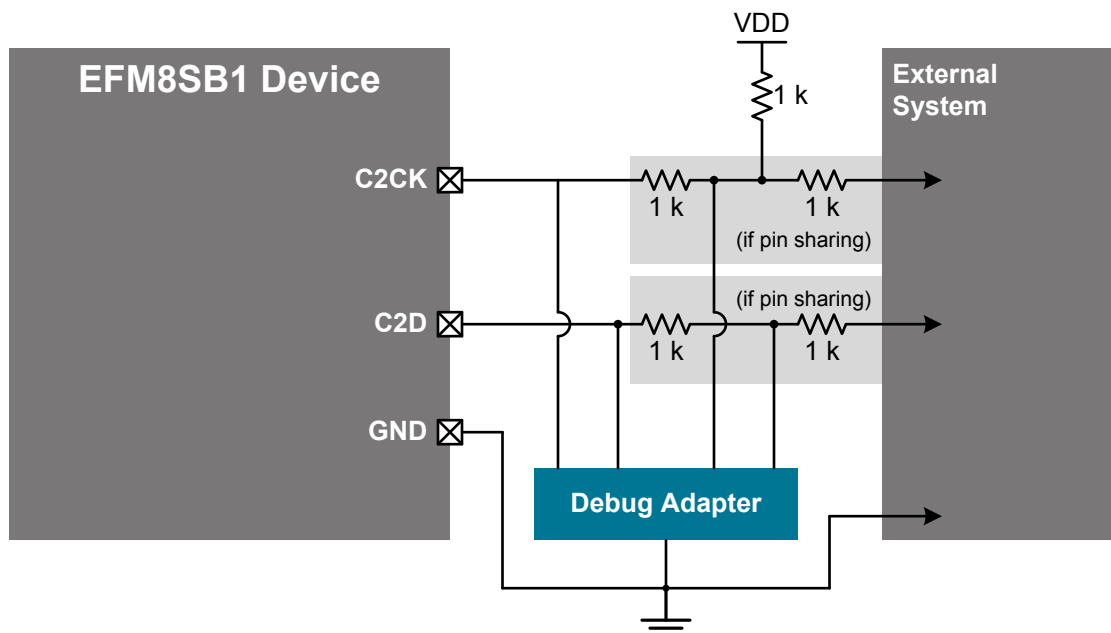 VDD
EFM8SB1 Device
External
System
1 k
C2CK
1 k
1 k
(if pin sharing)
(if pin sharing)
C2D
1 k
1 k
GND
Debug Adapter